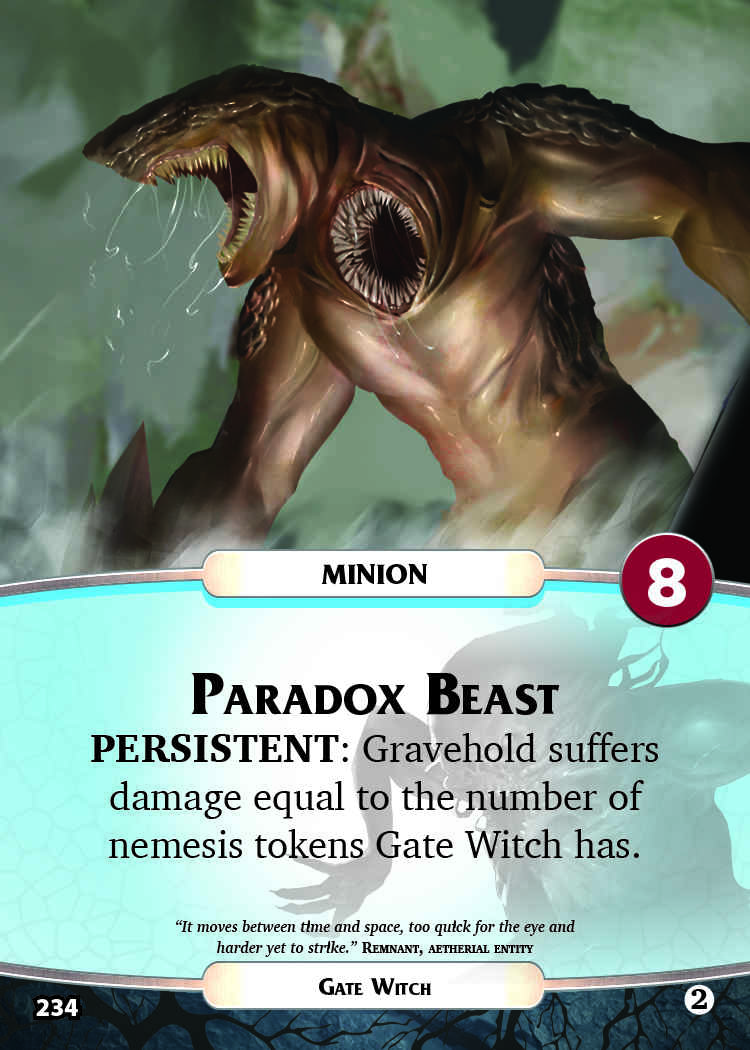 MINION
8
PARADOX BEAST
PERSISTENT: Gravehold suffers
damage equal to the number of
nemesis tokens Gate Witch has.
“It moves between time and space, too quick for the eye and
harder yet to strike.” REMNANT, AETHERIAL ENTITY
GATE WITCH
234
2